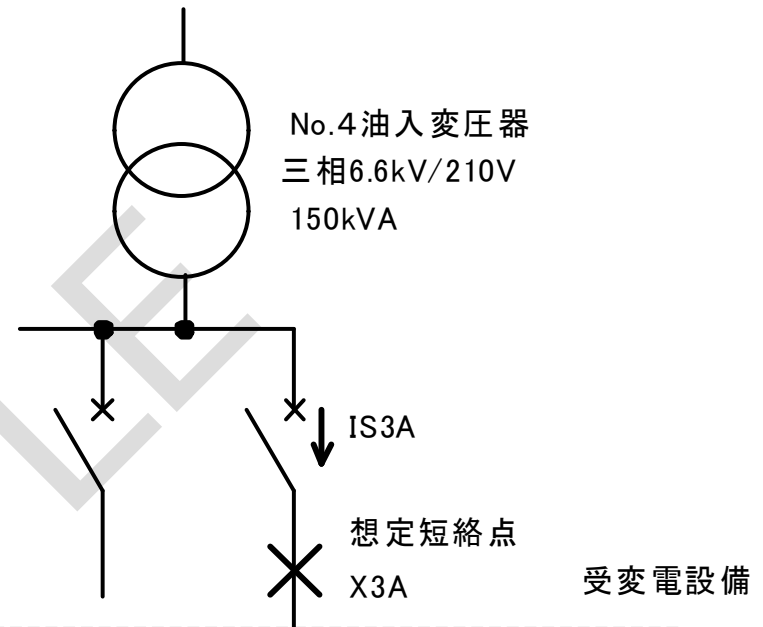 No.4油入変圧器
三相6.6kV/210V
150kVA
IS3A
想定短絡点
X3A
受変電設備
LE